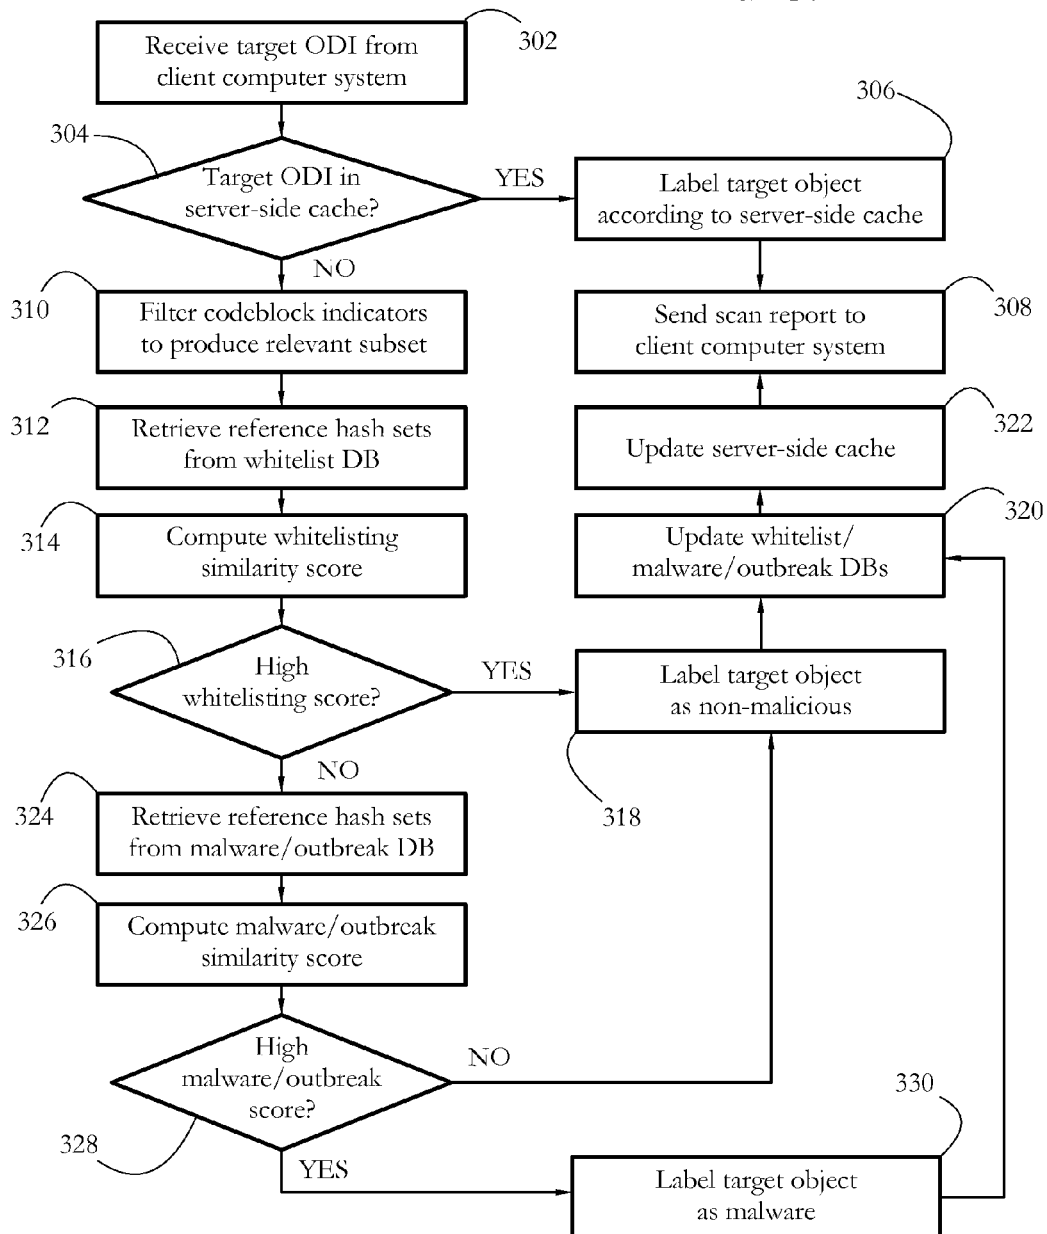 302
Receive target ODI from
client computer system
304
306
Target ODI in
server-side cache?
YES
Label target object
according to server-side cache
NO
310
Filter codeblock indicators
to produce relevant subset
308
Send scan report to
client computer system
312
Retrieve reference hash sets
from whitelist DB
322
Update server-side cache
314
Compute whitelisting
similarity score
320
Update whitelist/
malware/outbreak DBs
316
High
whitelisting score?
YES
Label target object
as non-malicious
318
NO
324
Retrieve reference hash sets
from malware/outbreak DB
326
Compute malware/outbreak
similarity score
High
malware/outbreak
score?
NO
328
YES
330
Label target object
as malware